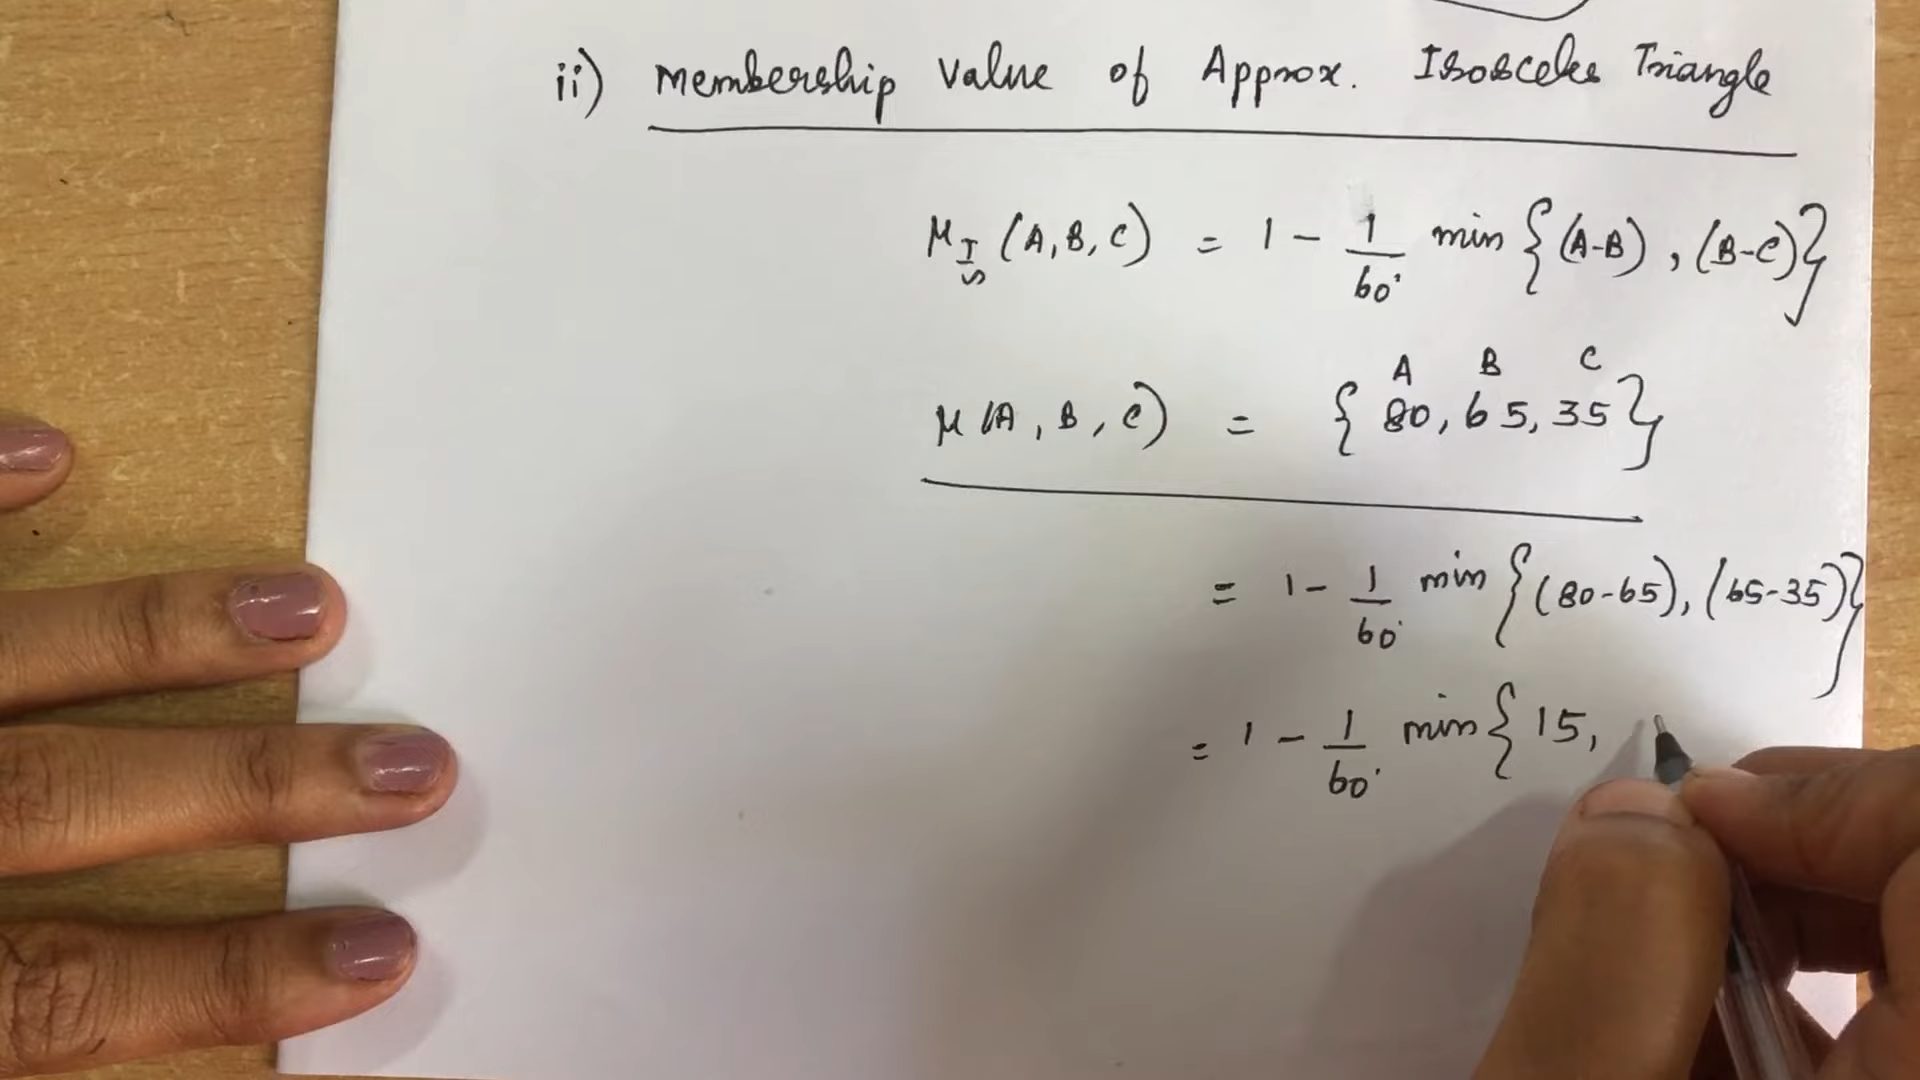 ii) Membership Value of Approx. Isosceles Triangle
μ I (A, B, C) = 1 - 1/60° min {(A-B), (B-C)}
A B C
μ (A, B, C) = {80, 65, 35}
= 1 - 1/60° min {(80-65), (65-35)}
= 1 - 1/60° min { 15,